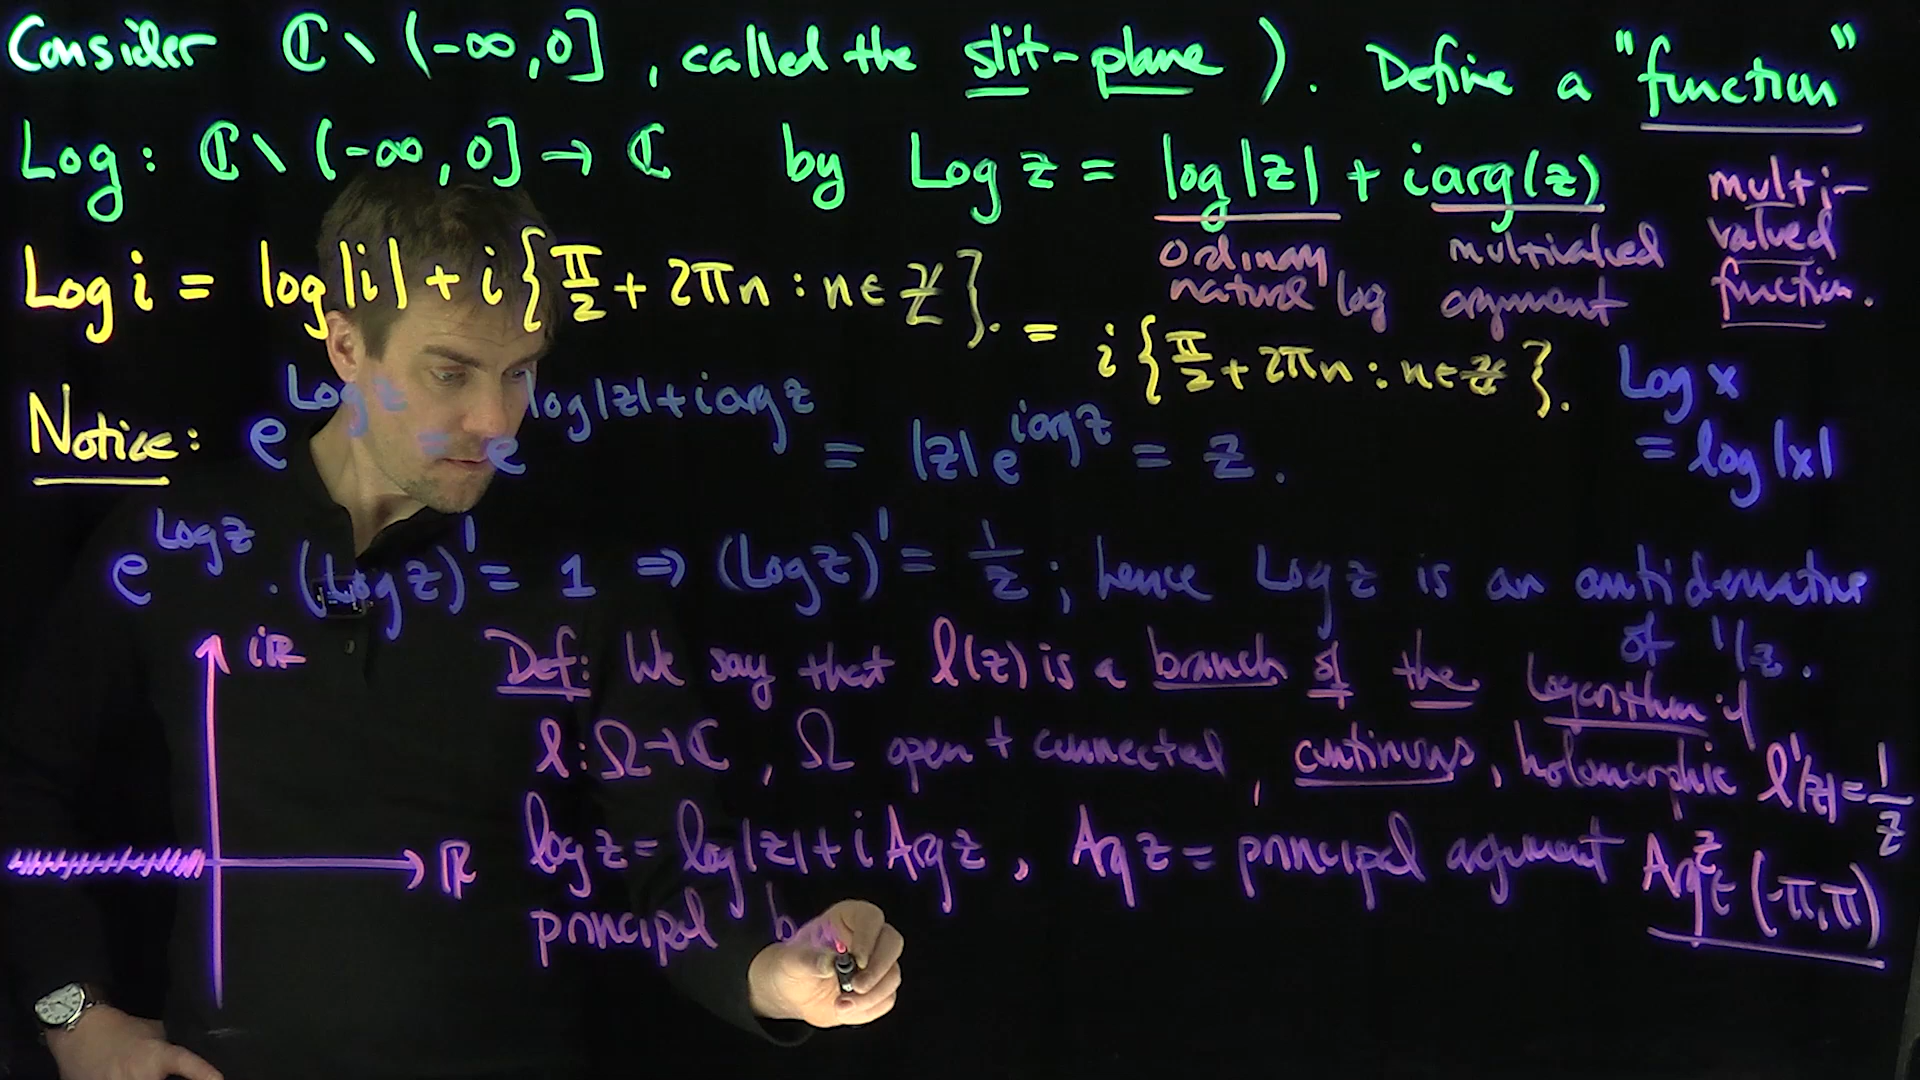 Consider ℂ \ (-∞, 0], called the slit-plane). Define a "function"
Log: ℂ \ (-∞, 0] → ℂ by Log z = log|z| + i arg(z)
ordinary natural log
multivalued argument
multi-valued function.
Log i = log|i| + i{π/2 + 2πn : n ∈ ℤ}. = i{π/2 + 2πn : n ∈ ℤ}.
Log x
= log|x|
Notice: e^{Log z} = e^{log|z| + i arg z} = |z| e^{i arg z} = z.
e^{Log z} · (Log z)' = 1 ⇒ (Log z)' = 1/z ; hence Log z is an antiderivative
of 1/z.
iℝ
ℝ
Def: We say that l(z) is a branch of the logarithm if
l: Ω → ℂ, Ω open + connected, continuous, holomorphic l'(z) = 1/z
log z = log|z| + i Arg z, Arg z = principal argument Arg z ∈ (-π, π)
principal